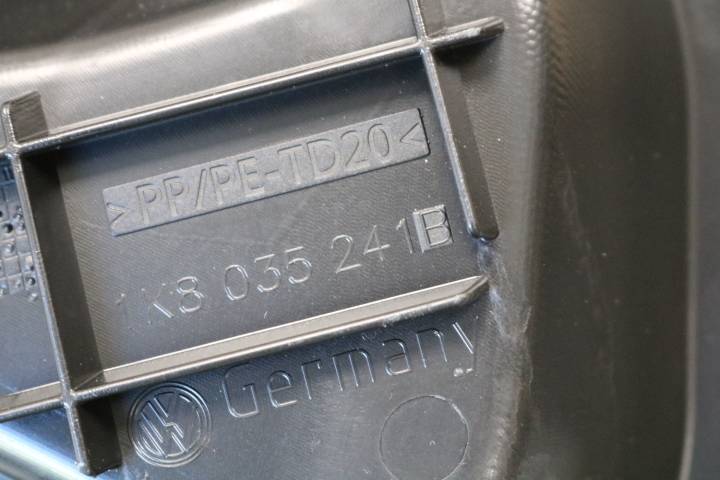 >PP/PE-TD20<
1K8 035 241B
Germany